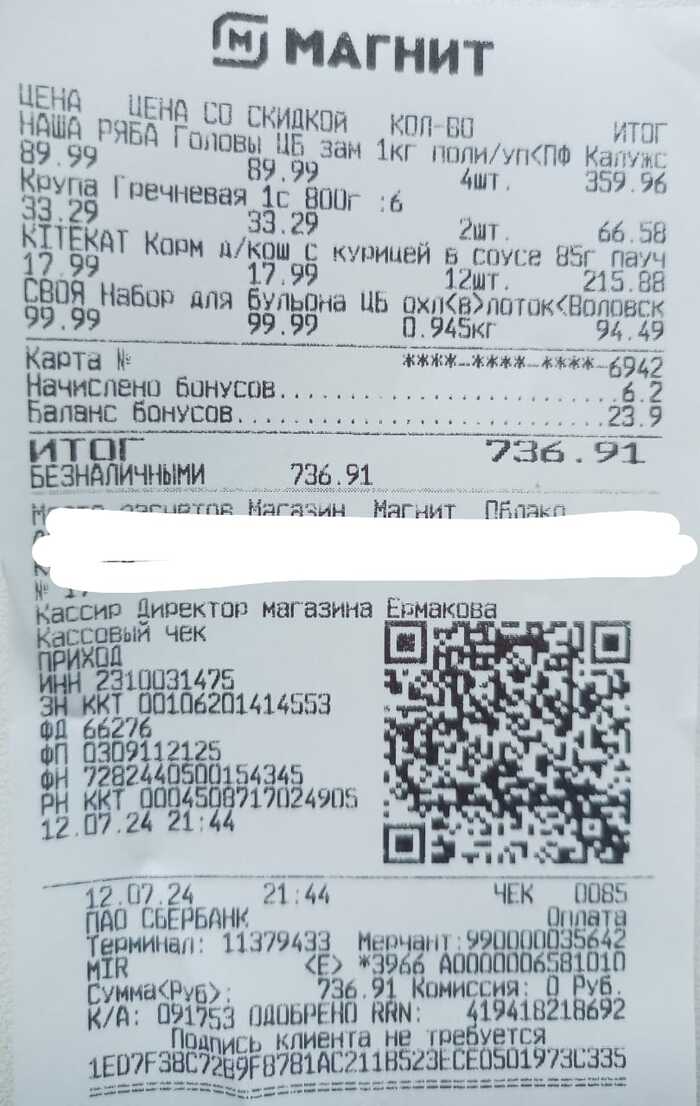 МАГНИТ
ЦЕНА ЦЕНА СО СКИДКОЙ КОЛ-ВО ИТОГ
НАША РЯБА Головы ЦБ зам 1кг поли/уп<ПФ Калужс
89.99 89.99 4шт. 359.96
Крупа Гречневая 1с 800г :6
33.29 33.29 2шт. 66.58
KITEKAT Корм д/кош с курицей в соусе 85г пауч
17.99 17.99 12шт. 215.88
СВОЯ Набор для бульона ЦБ охл<в>лоток<Воловск
99.99 99.99 0.945кг 94.49
Карта № ****-****-****-6942
Начислено бонусов.........................6.2
Баланс бонусов...........................23.9
ИТОГ 736.91
БЕЗНАЛИЧНЫМИ 736.91
расчетов Магазин Магнит Облако
№ 17
Кассир Директор магазина Ермакова
Кассовый чек
ПРИХОД
ИНН 2310031475
ЗН ККТ 00106201414553
ФД 66276
ФП 0309112125
ФН 7282440500154345
РН ККТ 0004508717024905
12.07.24 21:44
12.07.24 21:44 ЧЕК 0085
ПАО СБЕРБАНК Оплата
Терминал: 11379433 Мерчант:990000035642
MIR <E> *3966 A0000006581010
Сумма<Руб>: 736.91 Комиссия: 0 Руб.
К/А: 091753 ОДОБРЕНО RRN: 419418218692
Подпись клиента не требуется
1ED7F38C72B9F8781AC211B523ECE0501973C335